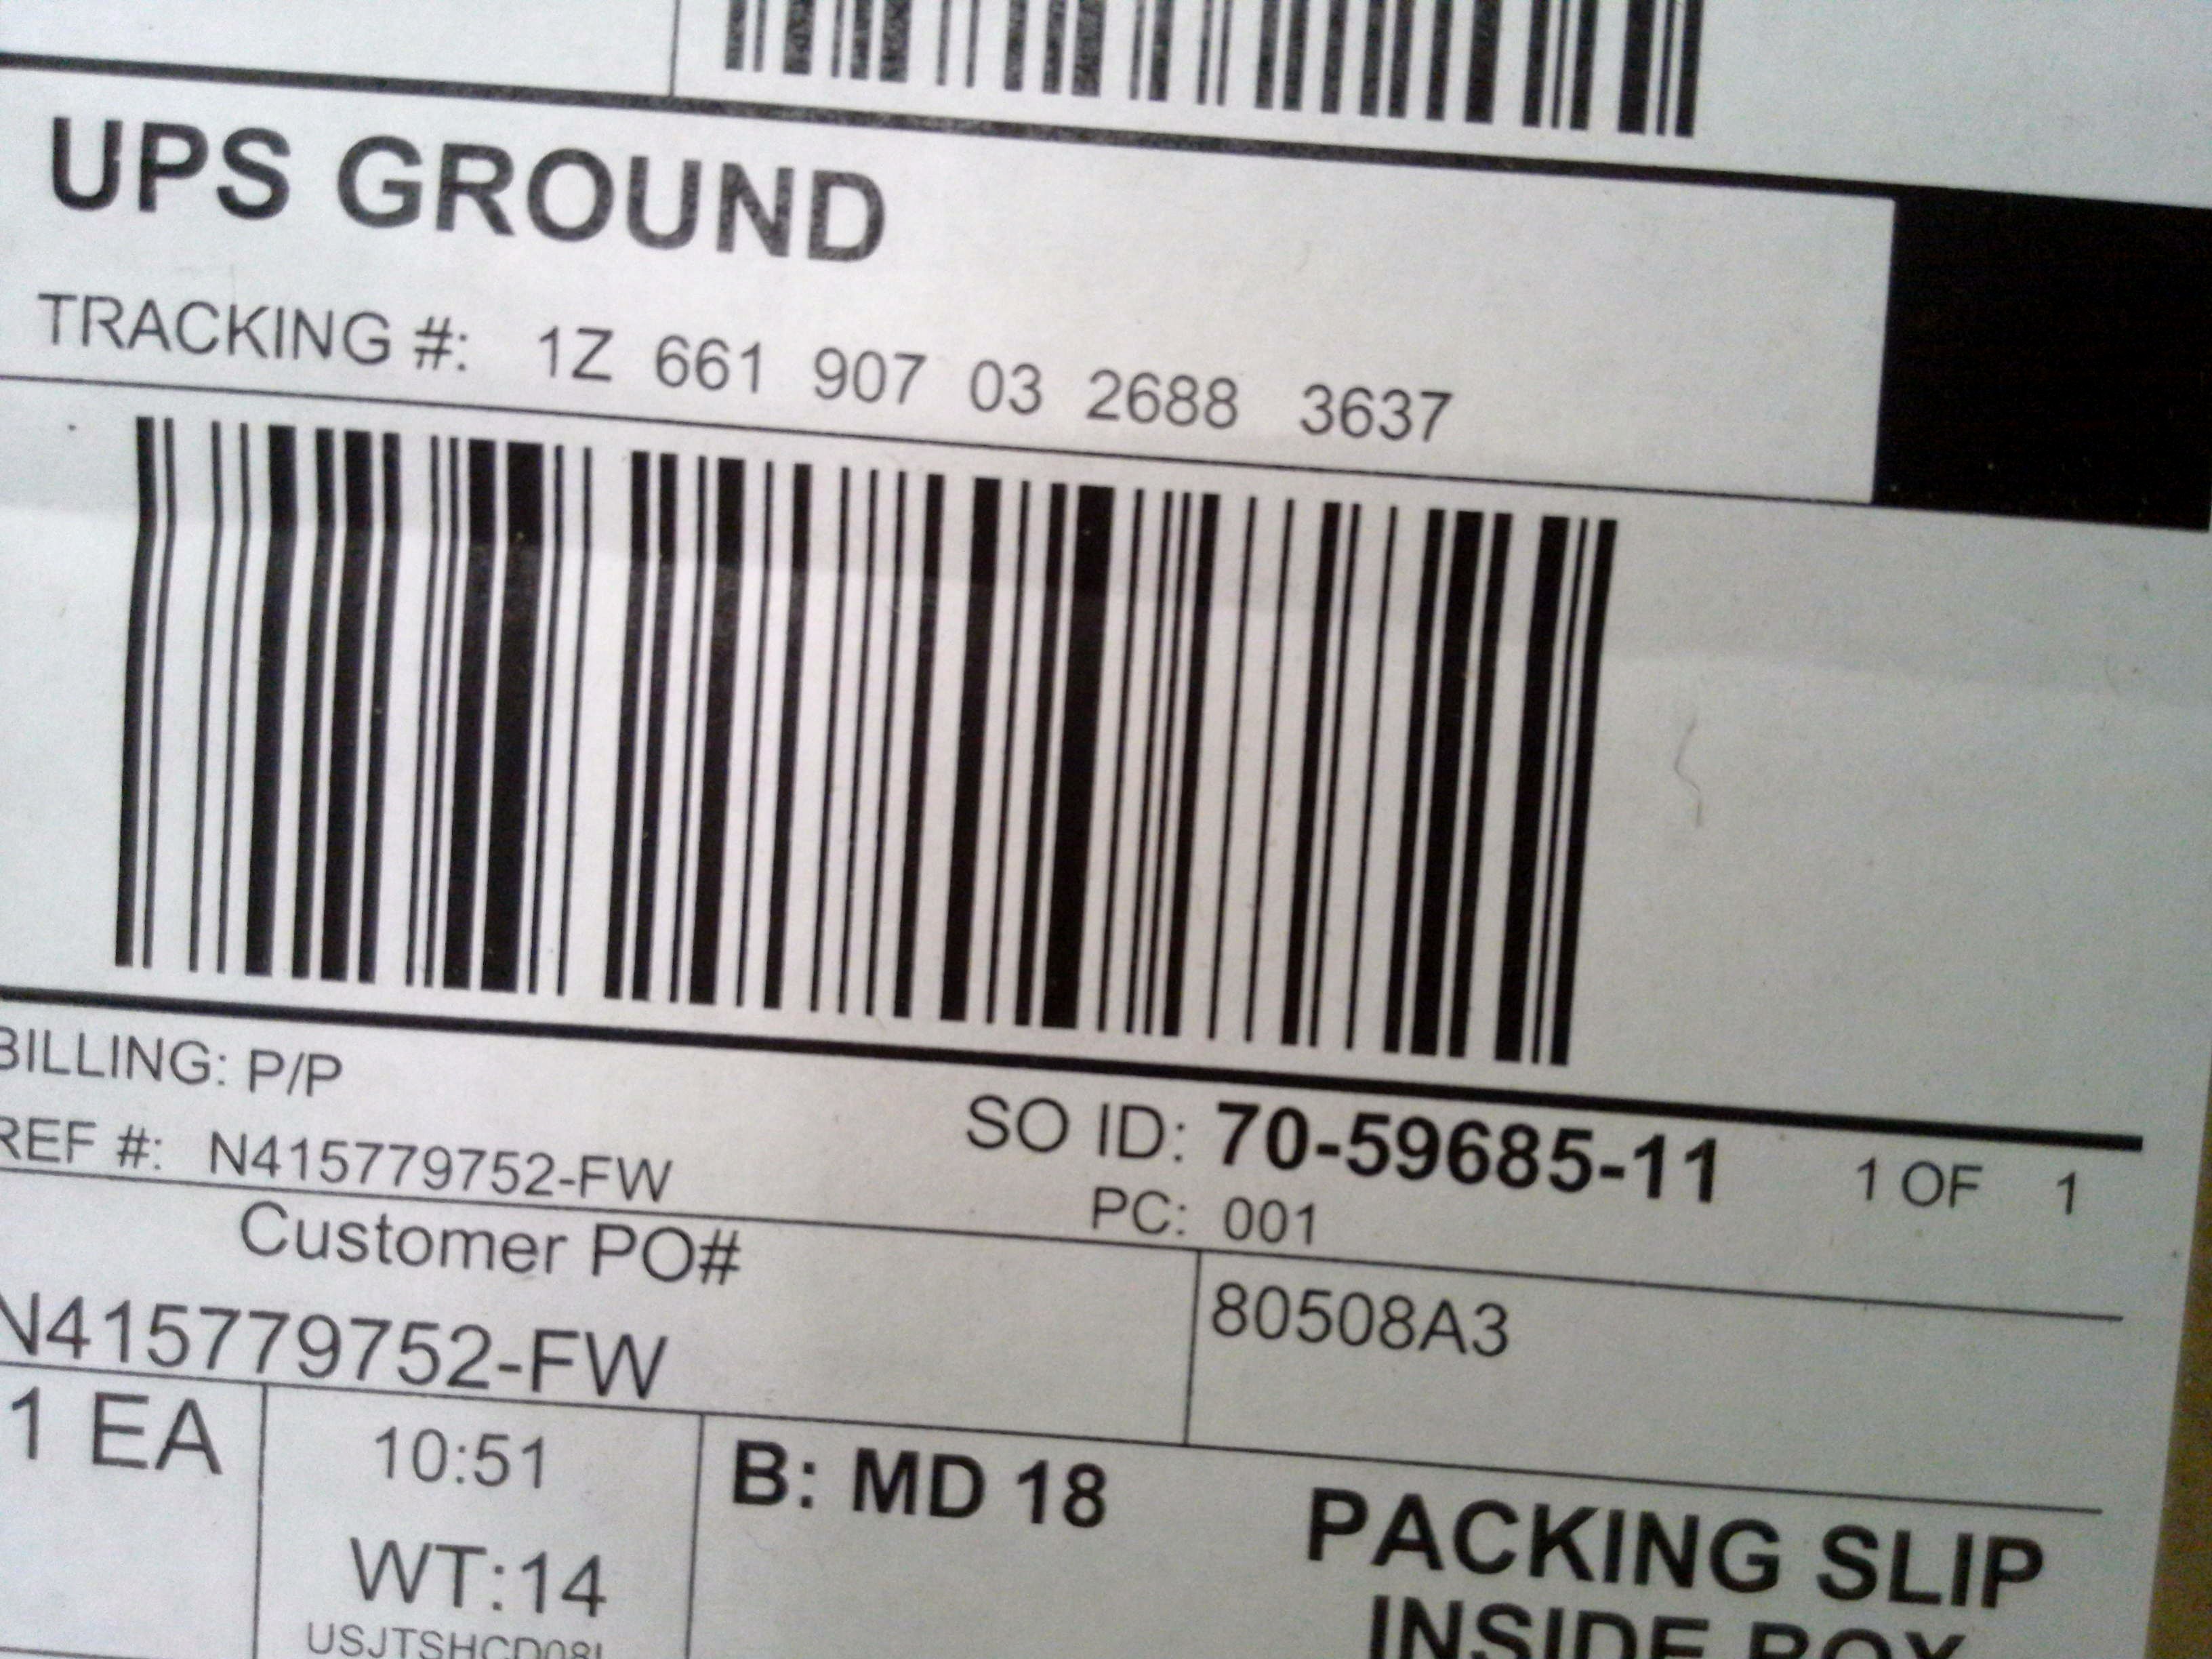 UPS GROUND
TRACKING #: 1Z 661 907 03 2688 3637
BILLING: P/P
REF #: N415779752-FW
SO ID: 70-59685-11 1 OF 1
PC: 001
Customer PO#
N415779752-FW
80508A3
1 EA
10:51
WT:14
B: MD 18
PACKING SLIP
INSIDE BOX